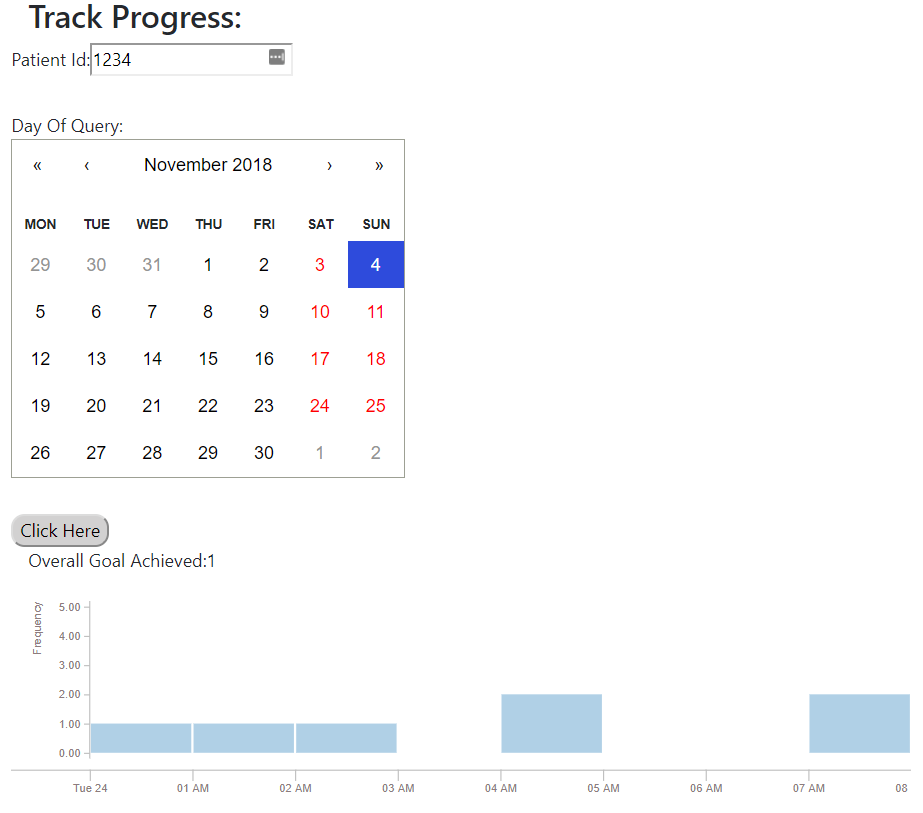 Track Progress:
Patient Id: 1234
Day Of Query:
« ‹ November 2018 › »
MON TUE WED THU FRI SAT SUN
29 30 31 1 2 3 4
5 6 7 8 9 10 11
12 13 14 15 16 17 18
19 20 21 22 23 24 25
26 27 28 29 30 1 2
Click Here
Overall Goal Achieved:1
Frequency
5.00
4.00
3.00
2.00
1.00
0.00
Tue 24 01 AM 02 AM 03 AM 04 AM 05 AM 06 AM 07 AM 08